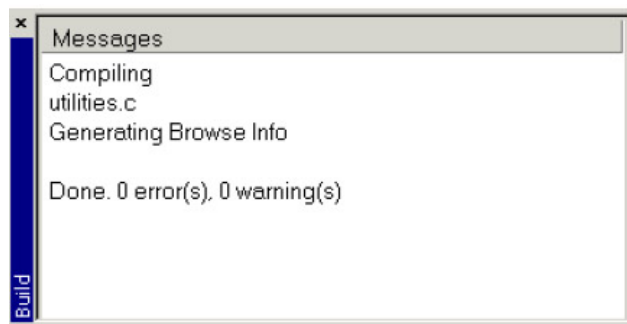 Messages
Compiling
utilities.c
Generating Browse Info
Done. 0 error(s), 0 warning(s)
Build